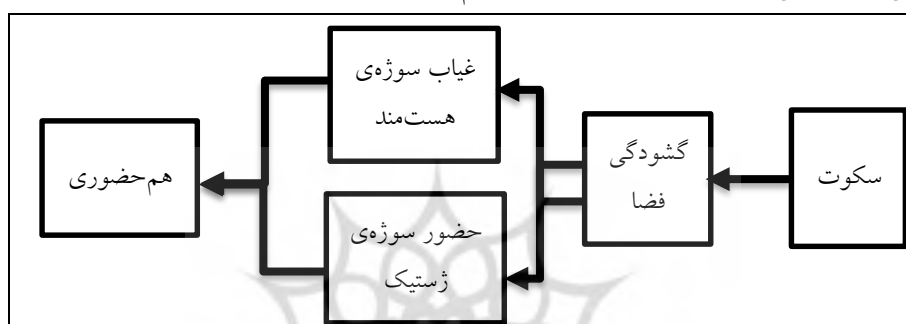 سکوت
گشودگی
فضا
غیاب سوژه‌ی
هست‌مند
حضور سوژه‌ی
ژستیک
هم‌حضوری